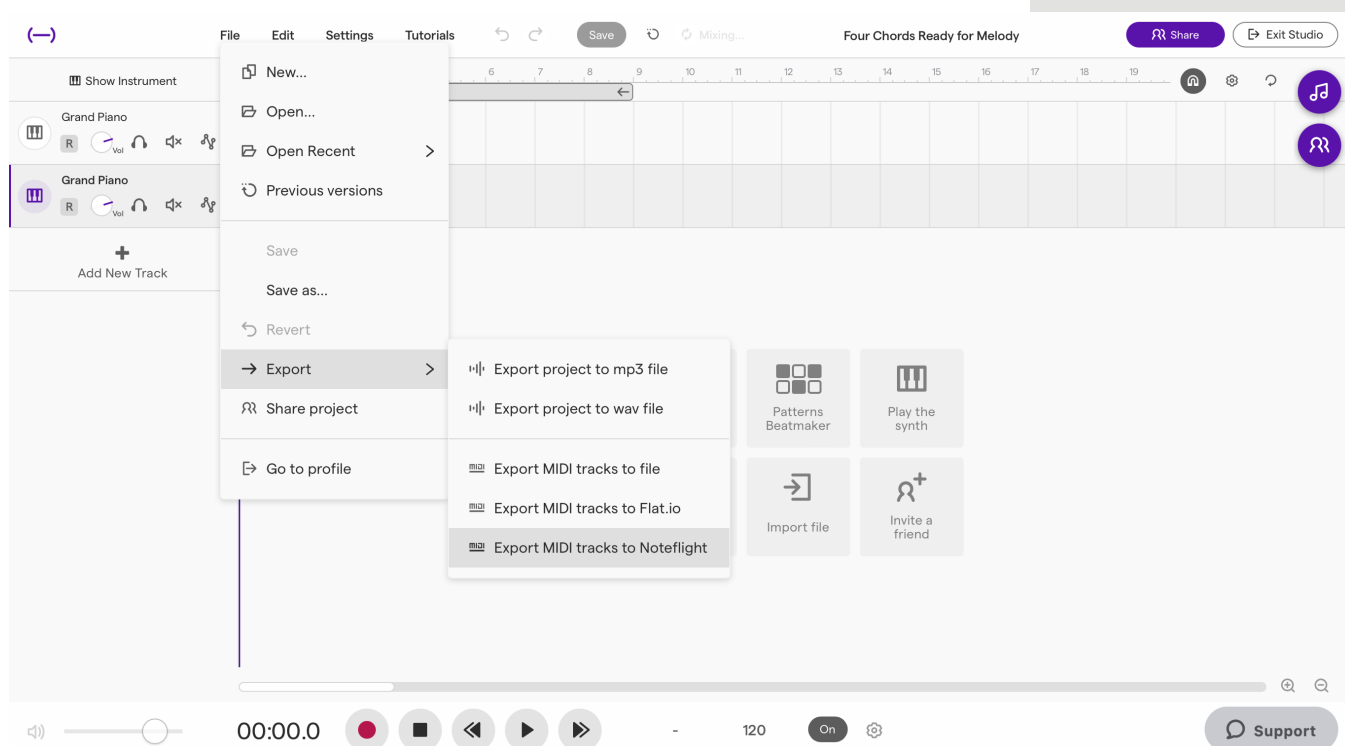 File Edit Settings Tutorials Save Mixing... Four Chords Ready for Melody Share Exit Studio
Show Instrument
6 7 8 9 10 11 12 13 14 15 16 17 18 19
Grand Piano
R Vol
Grand Piano
R Vol
Add New Track
New...
Open...
Open Recent
Previous versions
Save
Save as...
Revert
Export
Share project
Go to profile
Export project to mp3 file
Export project to wav file
midi Export MIDI tracks to file
midi Export MIDI tracks to Flat.io
midi Export MIDI tracks to Noteflight
Patterns
Beatmaker
Play the
synth
Import file
Invite a
friend
00:00.0 - 120 On Support